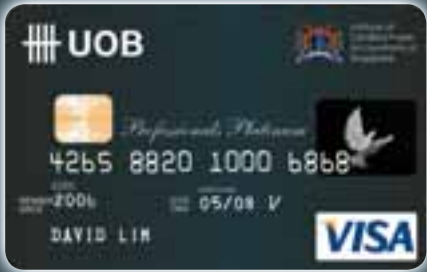 UOB
Professionals Platinum
4265 8820 1000 6868
2006 05/08 V
DAVID LIM
VISA